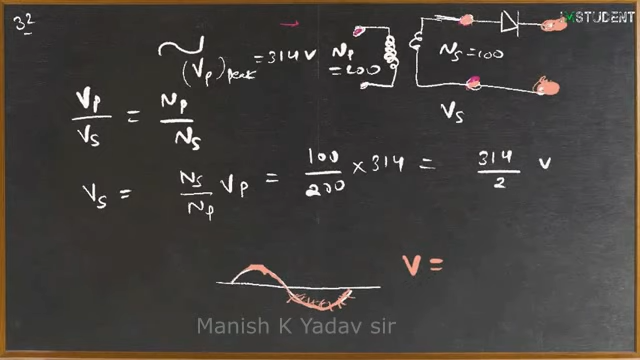 32
STUDENT
(Vp)peak = 314 V
Np = 200
Ns = 100
Vs
Vp/Vs = Np/Ns
Vs = Ns/Np Vp = 100/200 × 314 = 314/2 V
V =
Manish K Yadav sir